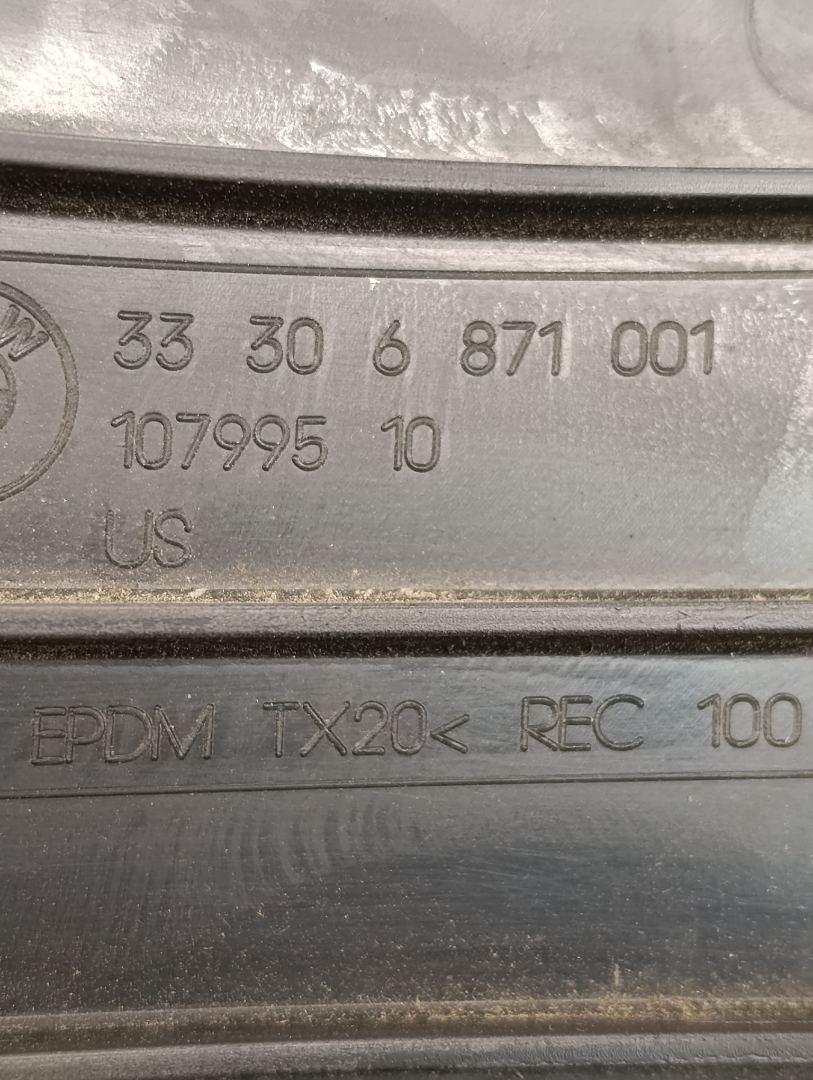 W
33 30 6 871 001
107995 10
US
EPDM TX20< REC 100